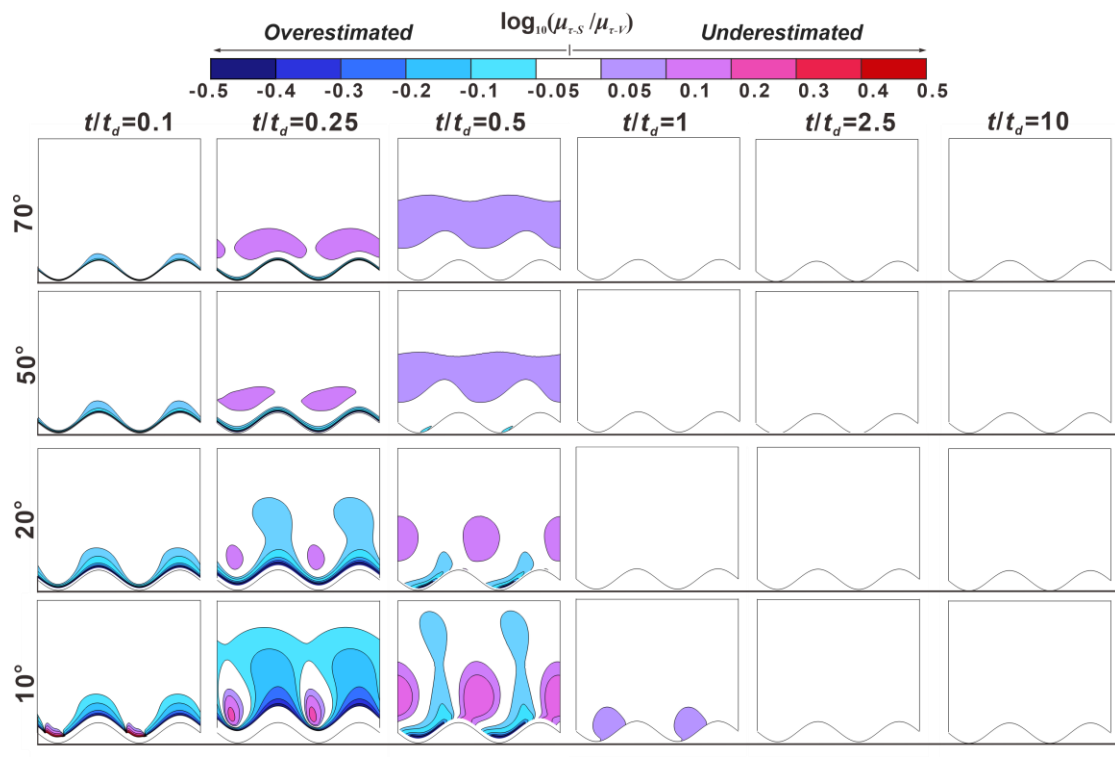 log₁₀(μτ-S /μτ-V)
Overestimated Underestimated
-0.5 -0.4 -0.3 -0.2 -0.1 -0.05 0.05 0.1 0.2 0.3 0.4 0.5
t/td=0.1 t/td=0.25 t/td=0.5 t/td=1 t/td=2.5 t/td=10
70°
50°
20°
10°